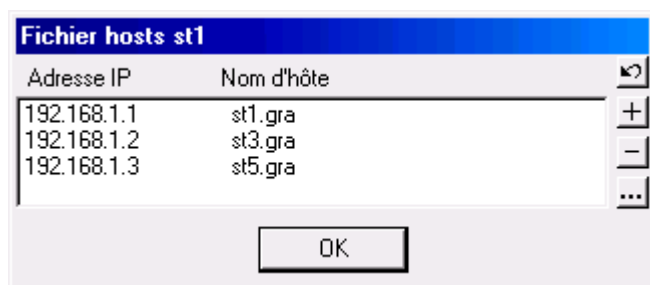 Fichier hosts st1
Adresse IP Nom d'hôte
192.168.1.1 st1.gra
192.168.1.2 st3.gra
192.168.1.3 st5.gra
+
-
...
OK